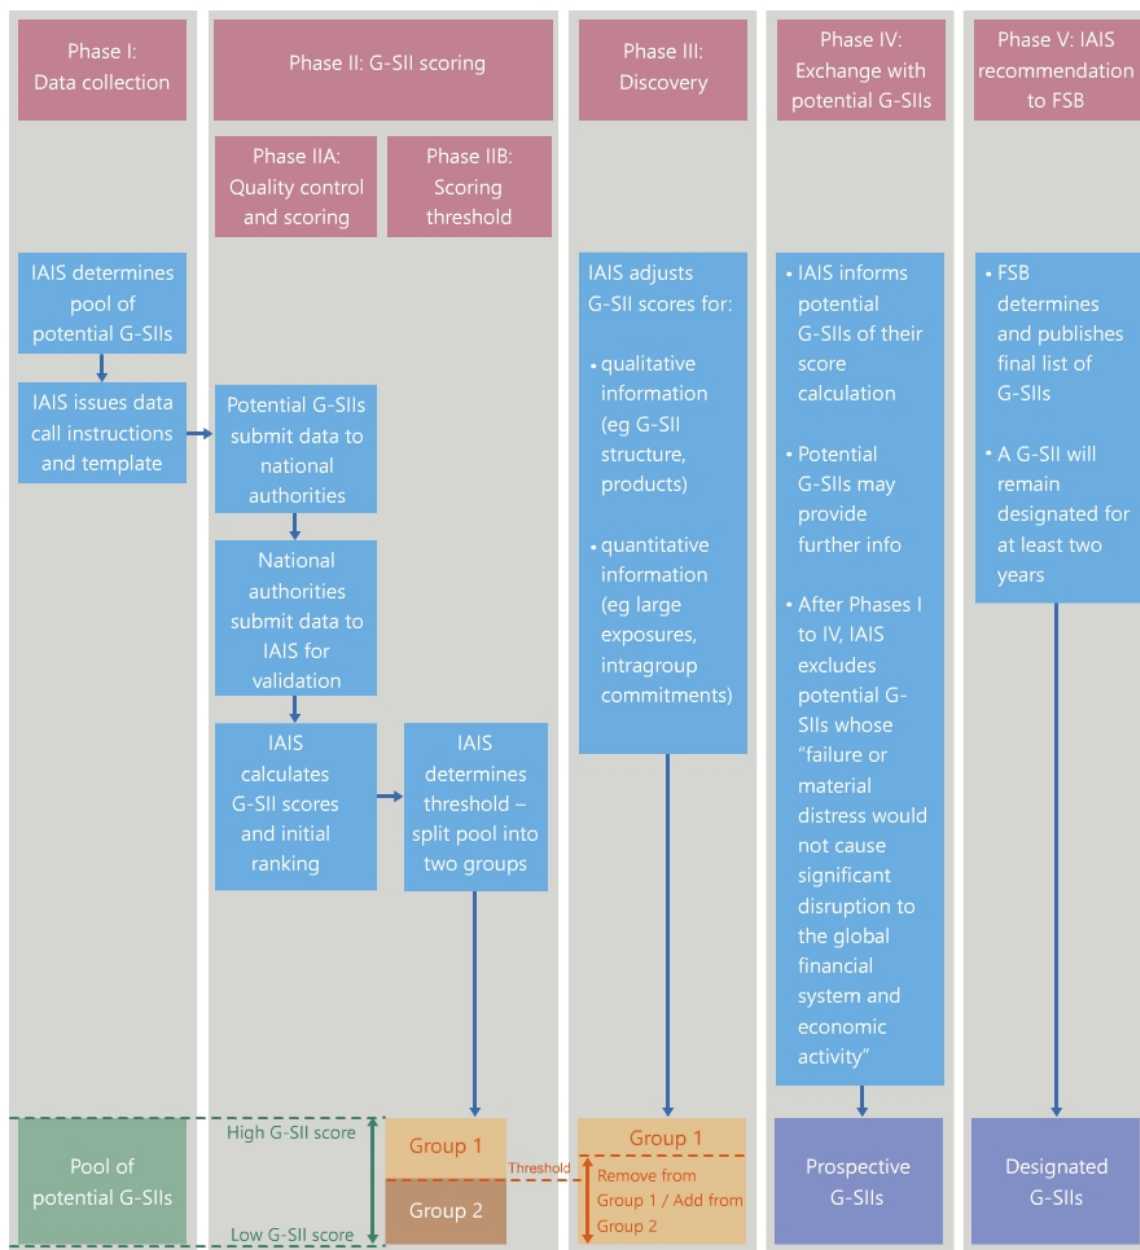 Phase I:
Data collection
Phase II: G-SII scoring
Phase III:
Discovery
Phase IV:
Exchange with
potential G-SIIs
Phase V: IAIS
recommendation
to FSB
Phase IIA:
Quality control
and scoring
Phase IIB:
Scoring
threshold
IAIS determines
pool of
potential G-SIIs
IAIS issues data
call instructions
and template
Potential G-SIIs
submit data to
national
authorities
National
authorities
submit data to
IAIS for
validation
IAIS
calculates
G-SII scores
and initial
ranking
IAIS
determines
threshold –
split pool into
two groups
IAIS adjusts
G-SII scores for:
• qualitative
information
(eg G-SII
structure,
products)
• quantitative
information
(eg large
exposures,
intragroup
commitments)
• IAIS informs
potential
G-SIIs of their
score
calculation
• Potential
G-SIIs may
provide
further info
• After Phases I
to IV, IAIS
excludes
potential G-
SIIs whose
“failure or
material
distress would
not cause
significant
disruption to
the global
financial
system and
economic
activity”
• FSB
determines
and publishes
final list of
G-SIIs
• A G-SII will
remain
designated for
at least two
years
Pool of
potential G-SIIs
High G-SII score
Low G-SII score
Group 1
Group 2
Threshold
Group 1
Remove from
Group 1 / Add from
Group 2
Prospective
G-SIIs
Designated
G-SIIs